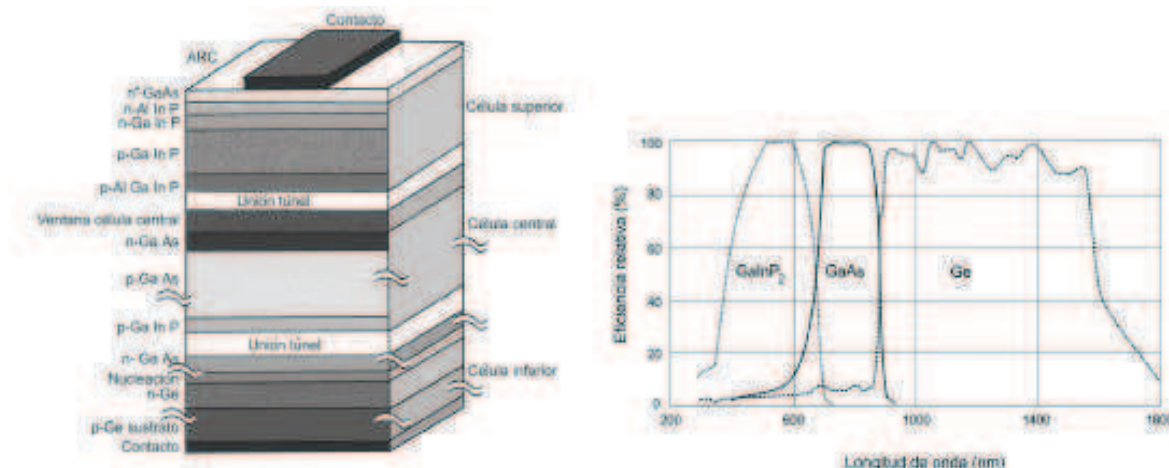 Contacto
ARC
n⁺-GaAs
n-Al In P
n-Ga In P
p-Ga In P
p-Al Ga In P
Unión túnel
Ventana célula central
n-Ga As
p-Ga As
p-Ga In P
Unión túnel
n- Ga As
Nucleación
n-Ge
p-Ge sustrato
Contacto
Célula superior
Célula central
Célula inferior
Eficiancia relativa (%)
100
80
60
40
20
0
GaInP₂
GaAs
Ge
200
600
1000
1400
1800
Longitud de onda (nm)